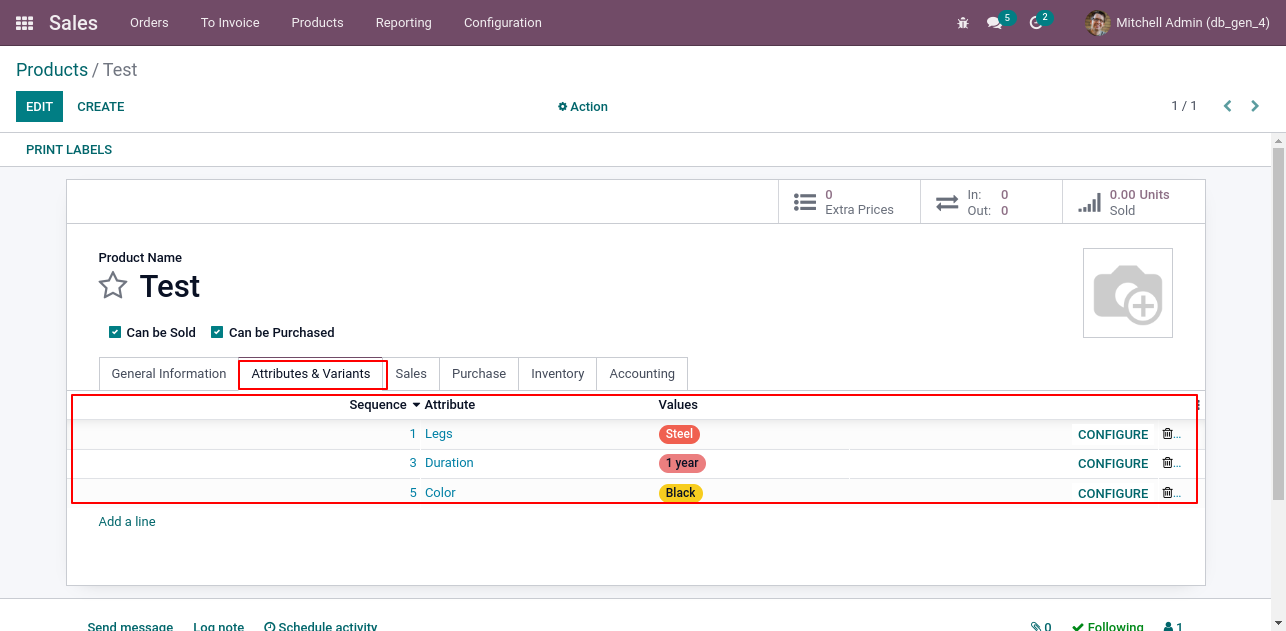 Sales Orders To Invoice Products Reporting Configuration 5 2 Mitchell Admin (db_gen_4)
Products / Test
EDIT CREATE Action 1 / 1
PRINT LABELS
0 In: 0 0.00 Units
Extra Prices Out: 0 Sold
Product Name
Test
Can be Sold Can be Purchased
General Information Attributes & Variants Sales Purchase Inventory Accounting
Sequence Attribute Values
1 Legs Steel CONFIGURE ...
3 Duration 1 year CONFIGURE ...
5 Color Black CONFIGURE ...
Add a line
Send message Log note Schedule activity 0 Following 1